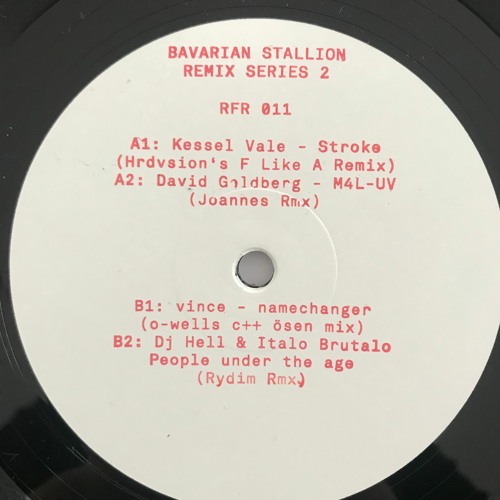 BAVARIAN STALLION
REMIX SERIES 2
RFR 011
A1: Kessel Vale - Stroke
(Hrdvsion's F Like A Remix)
A2: David Goldberg - M4L-UV
(Joannes Rmx)
B1: vince - namechanger
(o-wells c++ ösen mix)
B2: Dj Hell & Italo Brutalo
People under the age
(Rydim Rmx)